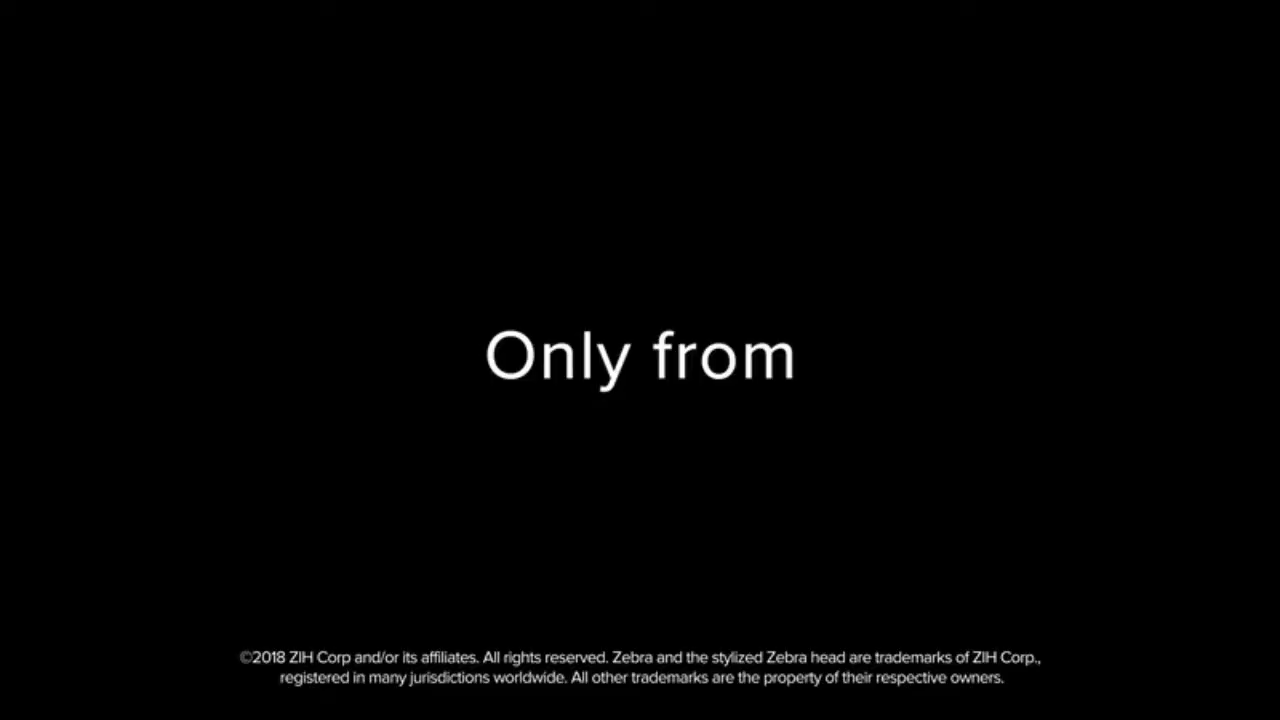 Only from
©2018 ZIH Corp and/or its affiliates. All rights reserved. Zebra and the stylized Zebra head are trademarks of ZIH Corp.,
registered in many jurisdictions worldwide. All other trademarks are the property of their respective owners.